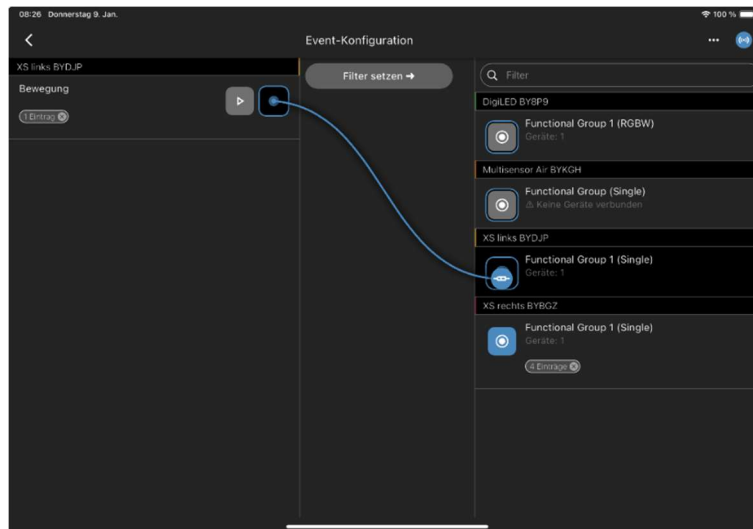 08:26 Donnerstag 9. Jan.
100 %
Event-Konfiguration
XS links BYDJP
Bewegung
1 Eintrag
Filter setzen ➔
Filter
DigiLED BY8P9
Functional Group 1 (RGBW)
Geräte: 1
Multisensor Air BYKGH
Functional Group (Single)
⚠ Keine Geräte verbunden
XS links BYDJP
Functional Group 1 (Single)
Geräte: 1
XS rechts BYBGZ
Functional Group 1 (Single)
Geräte: 1
4 Einträge